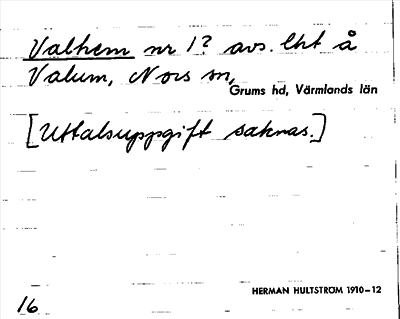 Valhem nr 1? avs. lht å
Valum, Nors sn,
Grums hd, Värmlands län
[Uttalsuppgift saknas.]
HERMAN HULTSTRÖM 1910-12
16